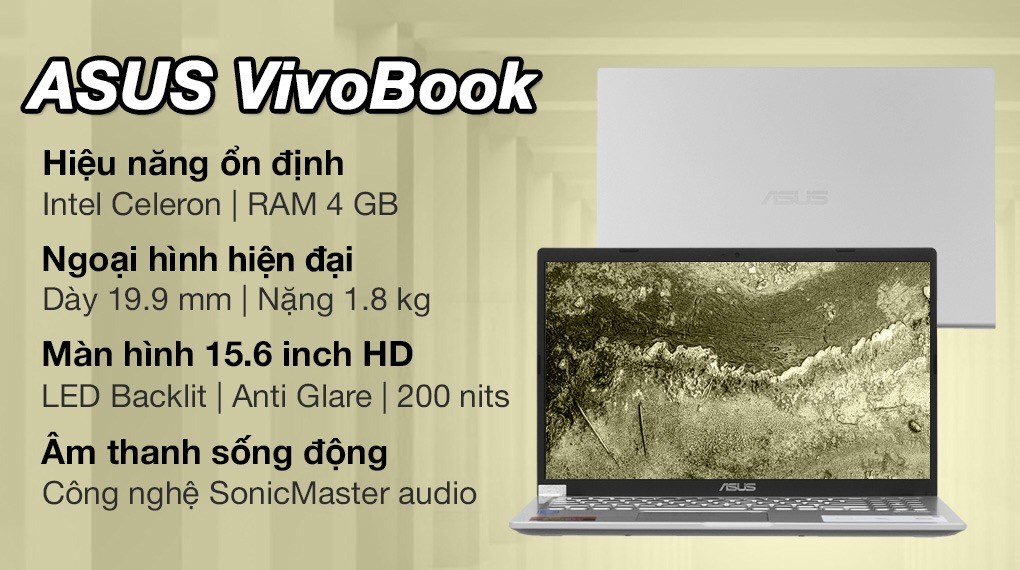 ASUS VivoBook
Hiệu năng ổn định
Intel Celeron | RAM 4 GB
Ngoại hình hiện đại
Dày 19.9 mm | Nặng 1.8 kg
Màn hình 15.6 inch HD
LED Backlit | Anti Glare | 200 nits
Âm thanh sống động
Công nghệ SonicMaster audio
ASUS
ASUS